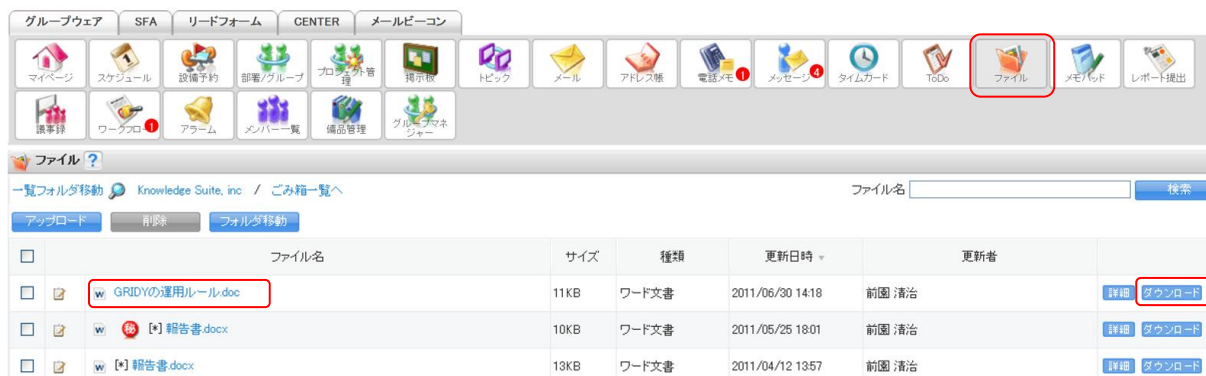 グループウェア SFA リードフォーム CENTER メールビーコン
マイページ スケジュール 設備予約 部署/グループ プロジェクト管理 掲示板 トピック メール アドレス帳 電話メモ 1 メッセージ 4 タイムカード ToDo ファイル メモパッド レポート提出
議事録 ワークフロー 1 アラーム メンバー一覧 備品管理 グループマネジャー
ファイル ?
一覧フォルダ移動 Knowledge Suite, inc / ごみ箱一覧へ ファイル名 検索
アップロード 削除 フォルダ移動
ファイル名 サイズ 種類 更新日時 更新者
GRIDYの運用ルール.doc 11KB ワード文書 2011/06/30 14:18 前園 清治 詳細 ダウンロード
秘 [*] 報告書.docx 10KB ワード文書 2011/05/25 18:01 前園 清治 詳細 ダウンロード
[*] 報告書.docx 13KB ワード文書 2011/04/12 13:57 前園 清治 詳細 ダウンロード